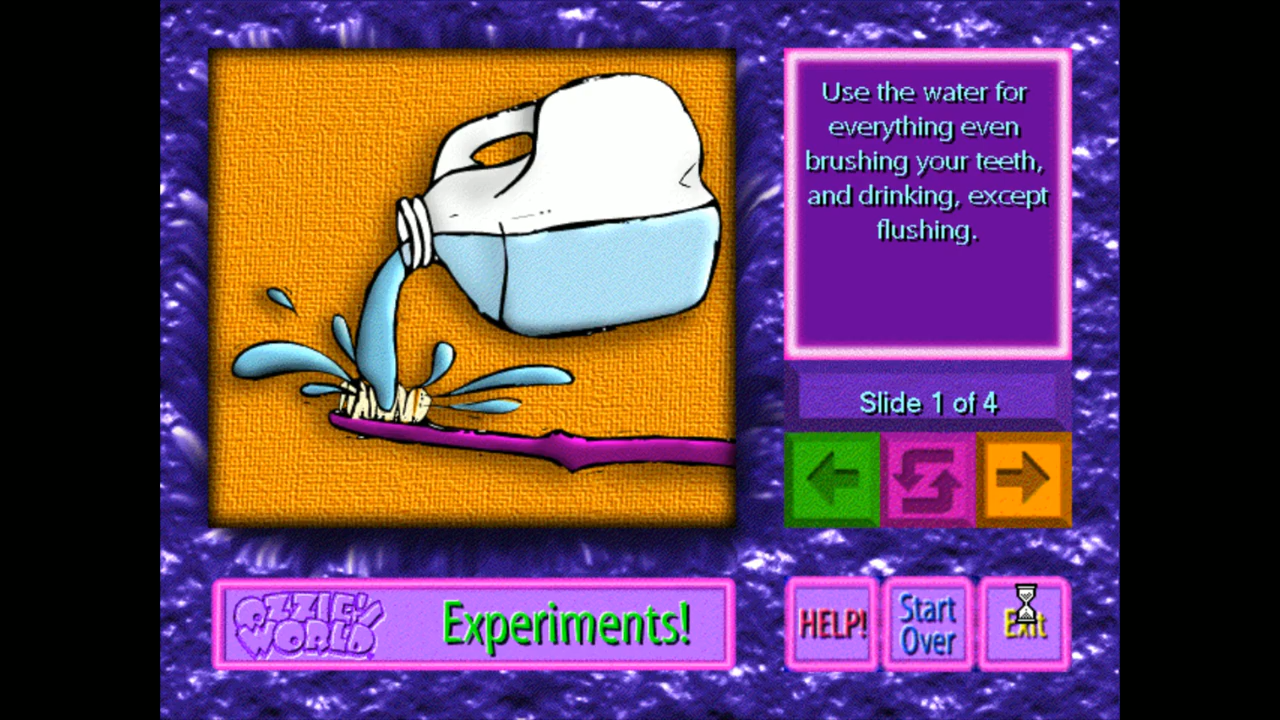 Use the water for
everything even
brushing your teeth,
and drinking, except
flushing.
Slide 1 of 4
OZZIE'S
WORLD
Experiments!
HELP!
Start
Over
Exit